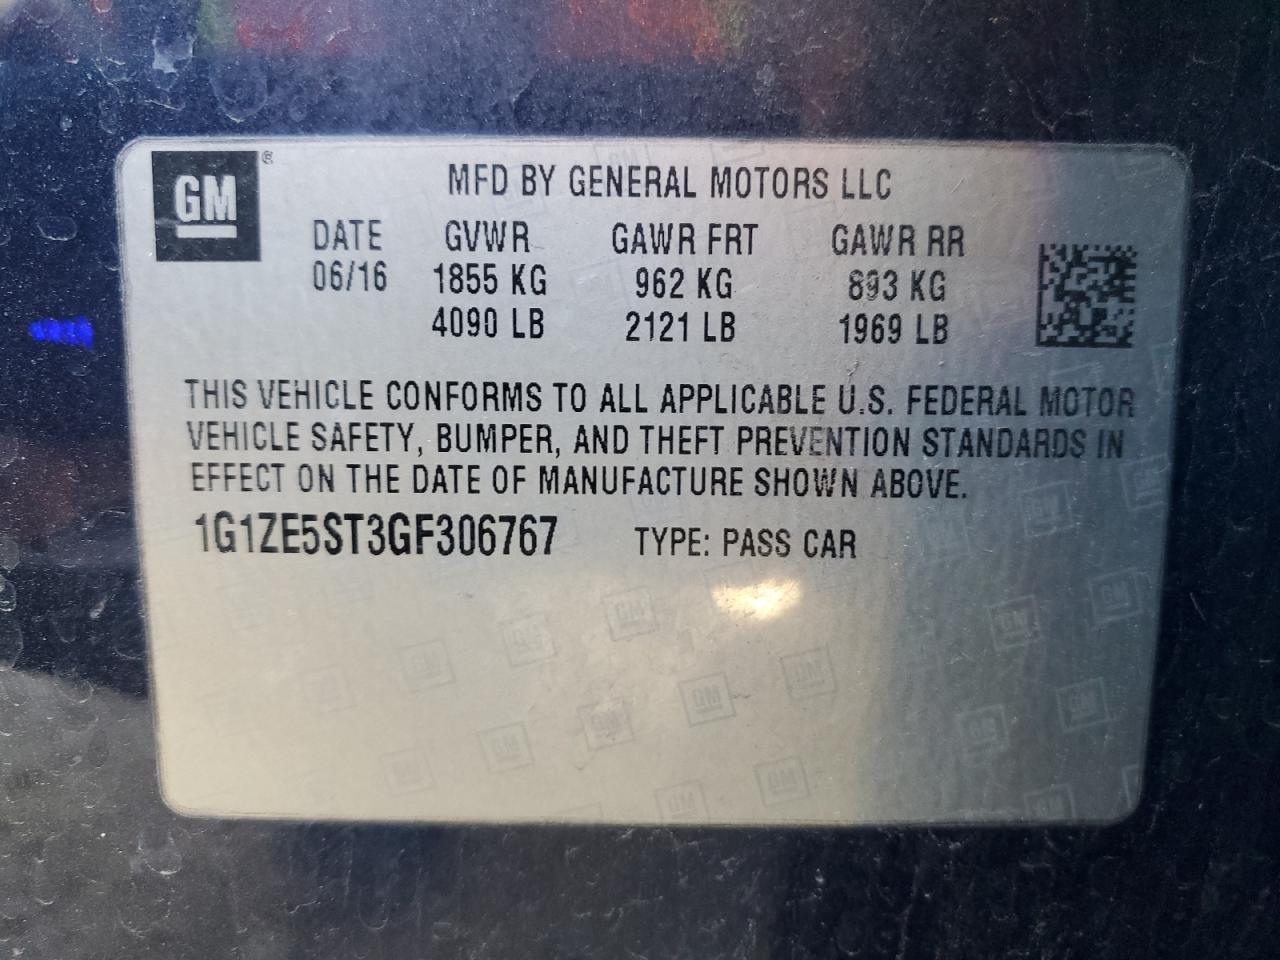 GM ®
MFD BY GENERAL MOTORS LLC
DATE GVWR GAWR FRT GAWR RR
06/16 1855 KG 962 KG 893 KG
4090 LB 2121 LB 1969 LB
THIS VEHICLE CONFORMS TO ALL APPLICABLE U.S. FEDERAL MOTOR
VEHICLE SAFETY, BUMPER, AND THEFT PREVENTION STANDARDS IN
EFFECT ON THE DATE OF MANUFACTURE SHOWN ABOVE.
1G1ZE5ST3GF306767 TYPE: PASS CAR